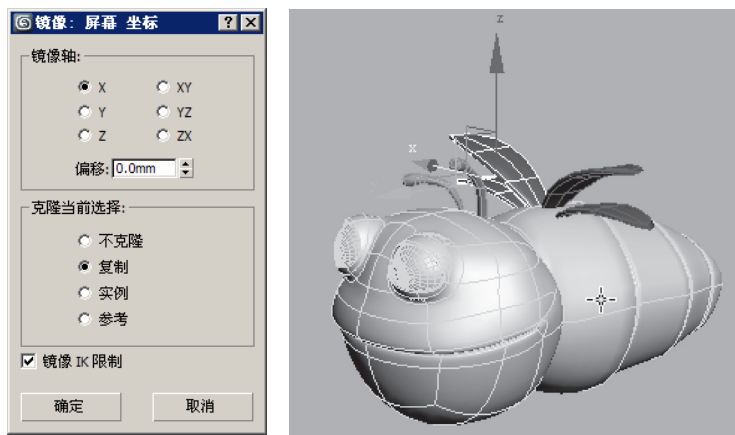 镜像: 屏幕 坐标
镜像轴:
X XY
Y YZ
Z ZX
偏移: 0.0mm
克隆当前选择:
不克隆
复制
实例
参考
镜像 IK 限制
确定 取消
z
x